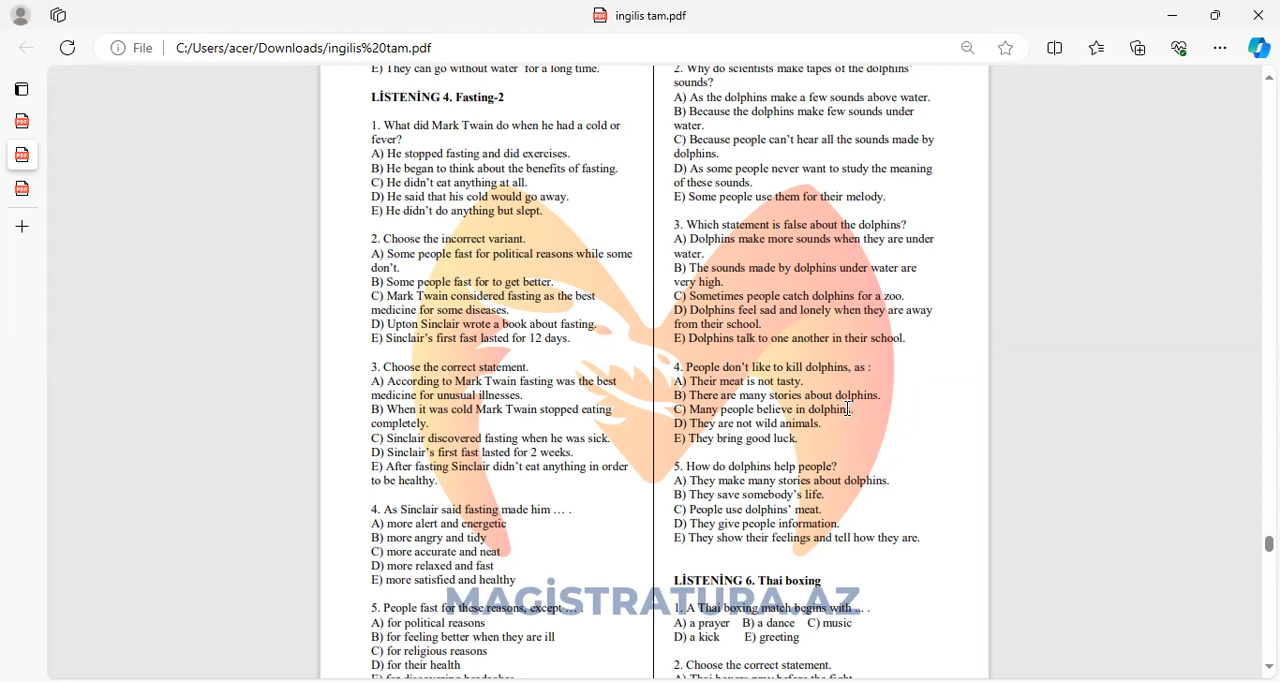 ingilis tam.pdf
File
C:/Users/acer/Downloads/ingilis%20tam.pdf
E) They can go without water for a long time.
LİSTENİNG 4. Fasting-2
1. What did Mark Twain do when he had a cold or
fever?
A) He stopped fasting and did exercises.
B) He began to think about the benefits of fasting.
C) He didn't eat anything at all.
D) He said that his cold would go away.
E) He didn't do anything but slept.
2. Choose the incorrect variant.
A) Some people fast for political reasons while some
don't.
B) Some people fast for to get better.
C) Mark Twain considered fasting as the best
medicine for some diseases.
D) Upton Sinclair wrote a book about fasting.
E) Sinclair's first fast lasted for 12 days.
3. Choose the correct statement.
A) According to Mark Twain fasting was the best
medicine for unusual illnesses.
B) When it was cold Mark Twain stopped eating
completely.
C) Sinclair discovered fasting when he was sick.
D) Sinclair's first fast lasted for 2 weeks.
E) After fasting Sinclair didn't eat anything in order
to be healthy.
4. As Sinclair said fasting made him … .
A) more alert and energetic
B) more angry and tidy
C) more accurate and neat
D) more relaxed and fast
E) more satisfied and healthy
5. People fast for these reasons, except … .
A) for political reasons
B) for feeling better when they are ill
C) for religious reasons
D) for their health
E) for discovering headaches
2. Why do scientists make tapes of the dolphins'
sounds?
A) As the dolphins make a few sounds above water.
B) Because the dolphins make few sounds under
water.
C) Because people can't hear all the sounds made by
dolphins.
D) As some people never want to study the meaning
of these sounds.
E) Some people use them for their melody.
3. Which statement is false about the dolphins?
A) Dolphins make more sounds when they are under
water.
B) The sounds made by dolphins under water are
very high.
C) Sometimes people catch dolphins for a zoo.
D) Dolphins feel sad and lonely when they are away
from their school.
E) Dolphins talk to one another in their school.
4. People don't like to kill dolphins, as :
A) Their meat is not tasty.
B) There are many stories about dolphins.
C) Many people believe in dolphins.
D) They are not wild animals.
E) They bring good luck.
5. How do dolphins help people?
A) They make many stories about dolphins.
B) They save somebody's life.
C) People use dolphins' meat.
D) They give people information.
E) They show their feelings and tell how they are.
LİSTENİNG 6. Thai boxing
1. A Thai boxing match begins with … .
A) a prayer B) a dance C) music
D) a kick E) greeting
2. Choose the correct statement.
A) Thai boxers pray before the fight
MAGİSTRATURA.AZ